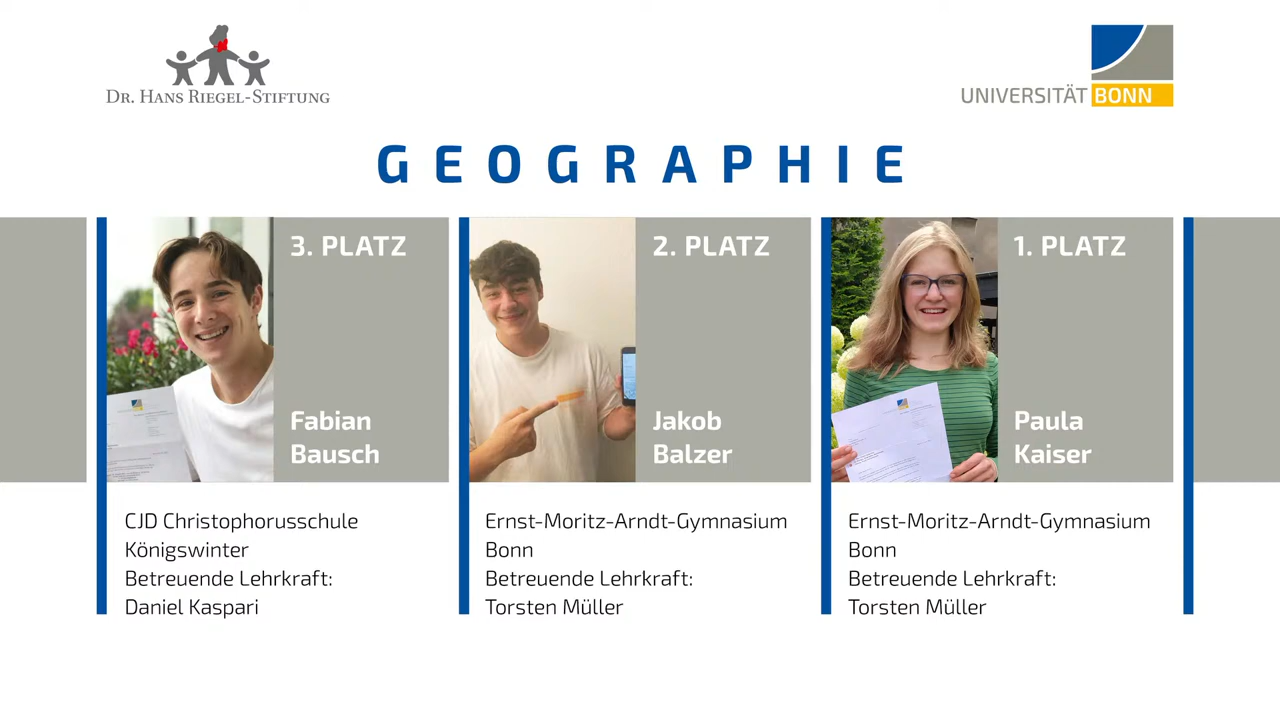 DR. HANS RIEGEL-STIFTUNG
UNIVERSITÄT BONN
GEOGRAPHIE
3. PLATZ
Fabian
Bausch
CJD Christophorusschule
Königswinter
Betreuende Lehrkraft:
Daniel Kaspari
2. PLATZ
Jakob
Balzer
Ernst-Moritz-Arndt-Gymnasium
Bonn
Betreuende Lehrkraft:
Torsten Müller
1. PLATZ
Paula
Kaiser
Ernst-Moritz-Arndt-Gymnasium
Bonn
Betreuende Lehrkraft:
Torsten Müller